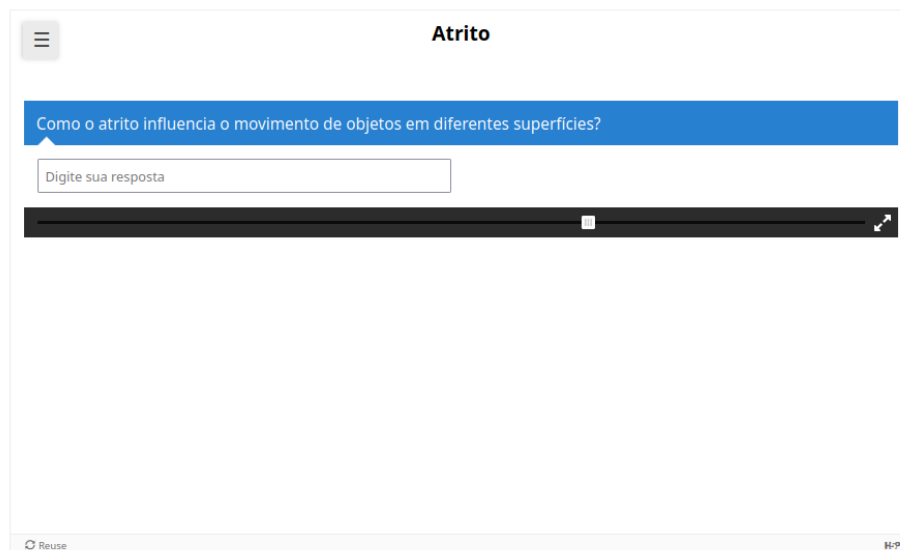 Atrito
Como o atrito influencia o movimento de objetos em diferentes superfícies?
Digite sua resposta
Reuse